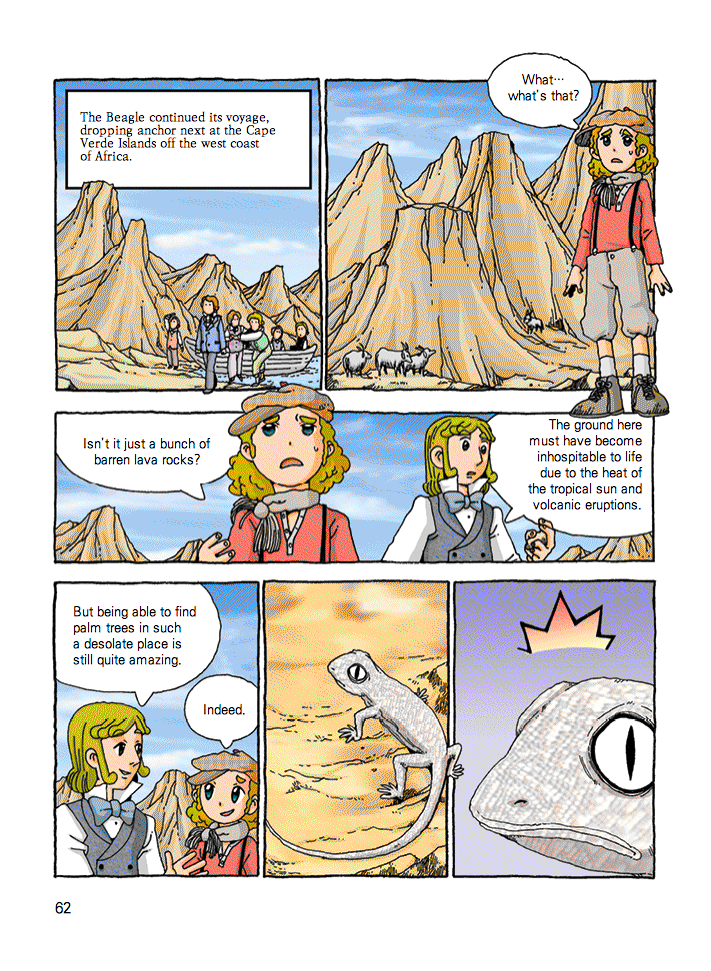 The Beagle continued its voyage,
dropping anchor next at the Cape
Verde Islands off the west coast
of Africa.
What…
what's that?
Isn't it just a bunch of
barren lava rocks?
The ground here
must have become
inhospitable to life
due to the heat of
the tropical sun and
volcanic eruptions.
But being able to find
palm trees in such
a desolate place is
still quite amazing.
Indeed.
62